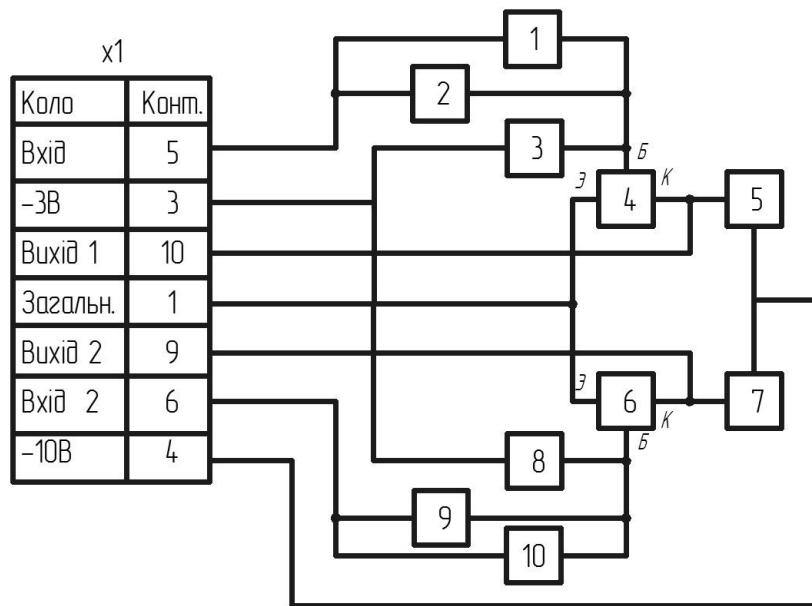 x1
Коло Конт.
Вхід 5
-3В 3
Вихід 1 10
Загальн. 1
Вихід 2 9
Вхід 2 6
-10В 4
1
2
3
Б
Э 4 К
5
Э 6 К
Б
7
8
9
10